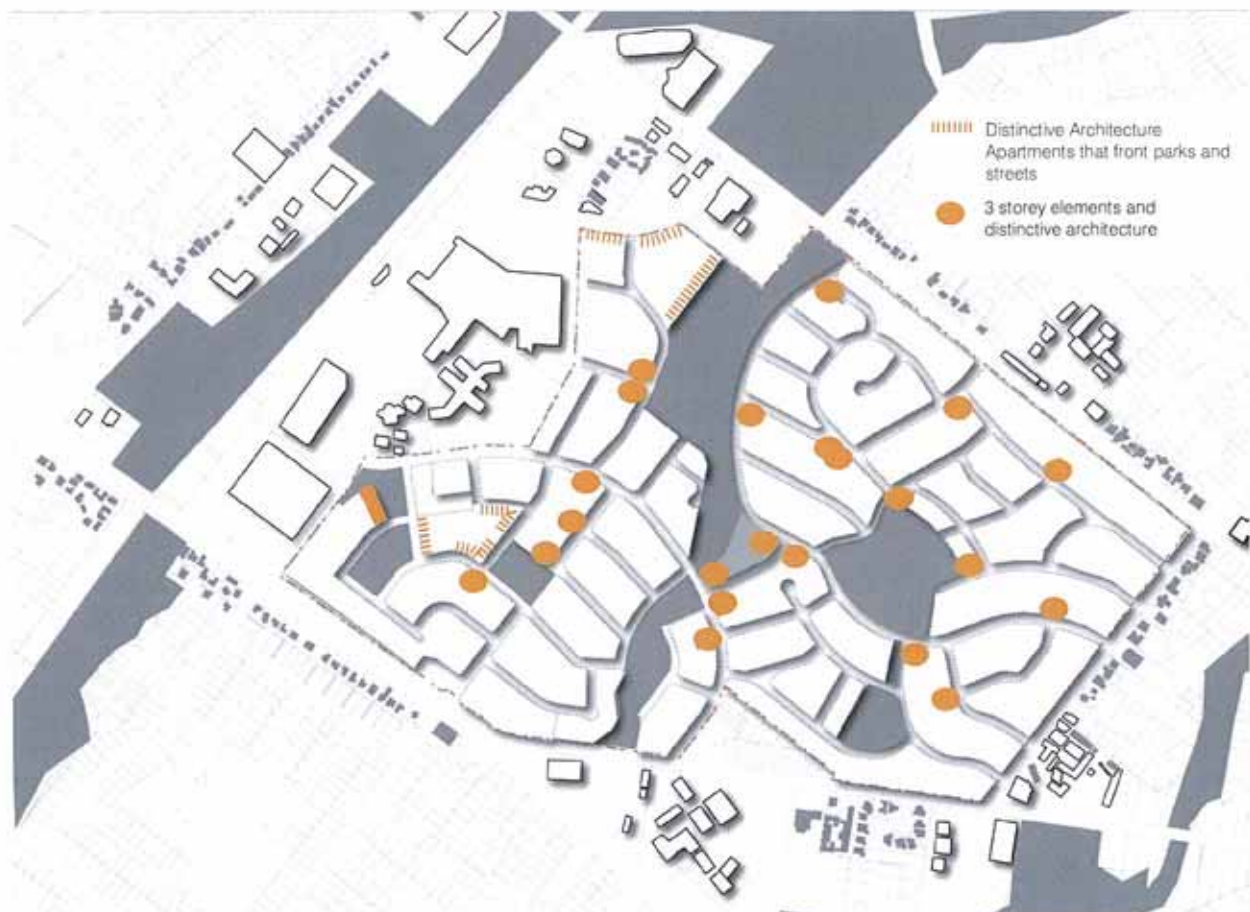 Distinctive Architecture
Apartments that front parks and
streets
3 storey elements and
distinctive architecture